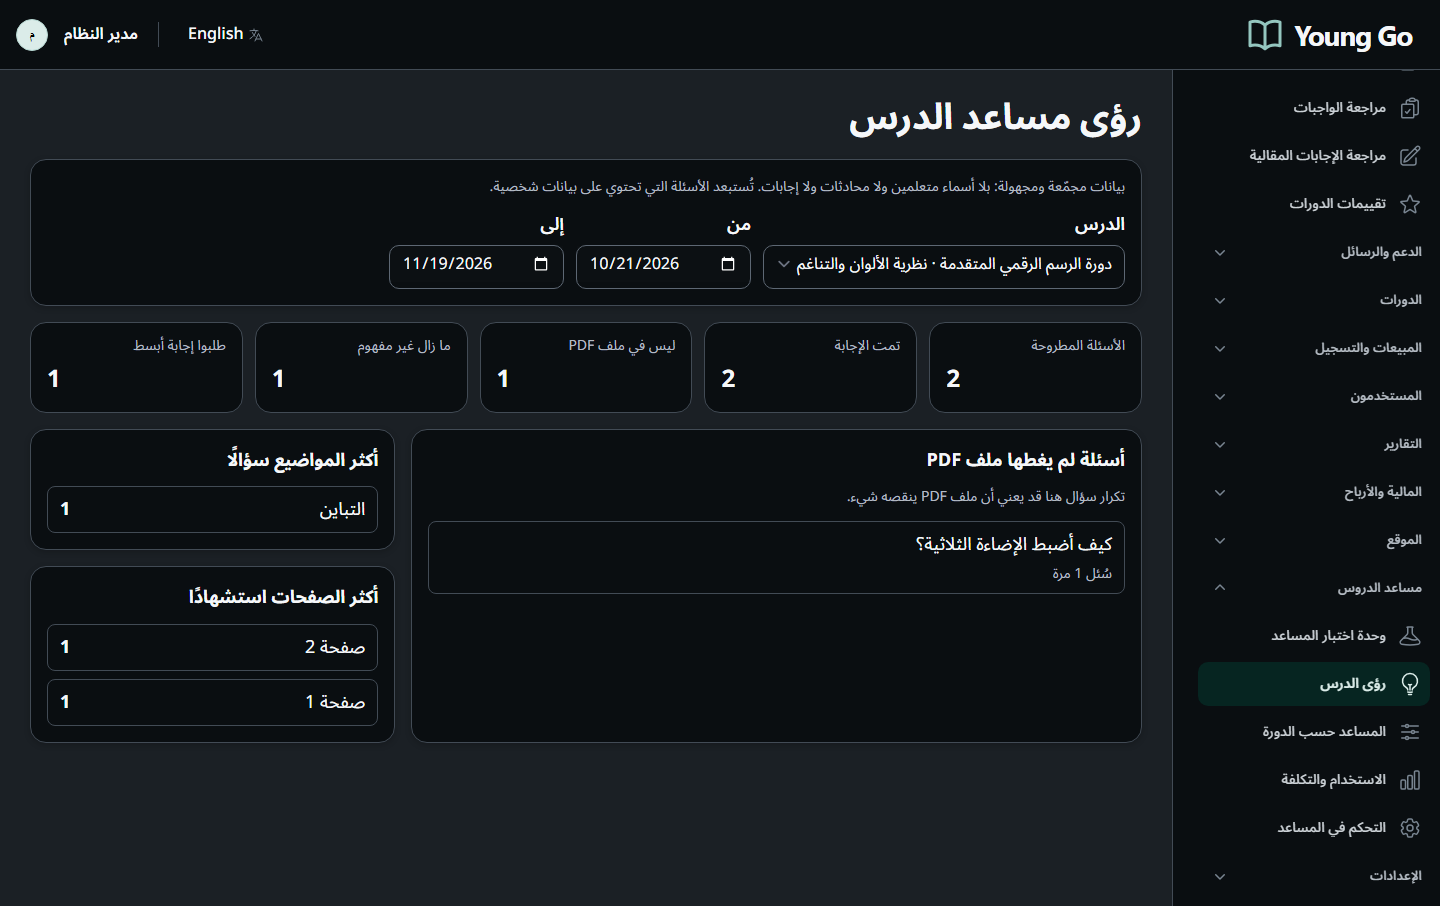 Young Go
English
مدير النظام
م
مراجعة الواجبات
مراجعة الإجابات المقالية
تقييمات الدورات
الدعم والرسائل
الدورات
المبيعات والتسجيل
المستخدمون
التقارير
المالية والأرباح
الموقع
مساعد الدروس
وحدة اختبار المساعد
رؤى الدرس
المساعد حسب الدورة
الاستخدام والتكلفة
التحكم في المساعد
الإعدادات
رؤى مساعد الدرس
بيانات مجمّعة ومجهولة: بلا أسماء متعلمين ولا محادثات ولا إجابات. تُستبعد الأسئلة التي تحتوي على بيانات شخصية.
الدرس
دورة الرسم الرقمي المتقدمة · نظرية الألوان والتناغم
من
10/21/2026
إلى
11/19/2026
الأسئلة المطروحة
2
تمت الإجابة
2
ليس في ملف PDF
1
ما زال غير مفهوم
1
طلبوا إجابة أبسط
1
أسئلة لم يغطها ملف PDF
تكرار سؤال هنا قد يعني أن ملف PDF ينقصه شيء.
كيف أضبط الإضاءة الثلاثية؟
سُئل 1 مرة
أكثر المواضيع سؤالًا
التباين 1
أكثر الصفحات استشهادًا
صفحة 2 1
صفحة 1 1